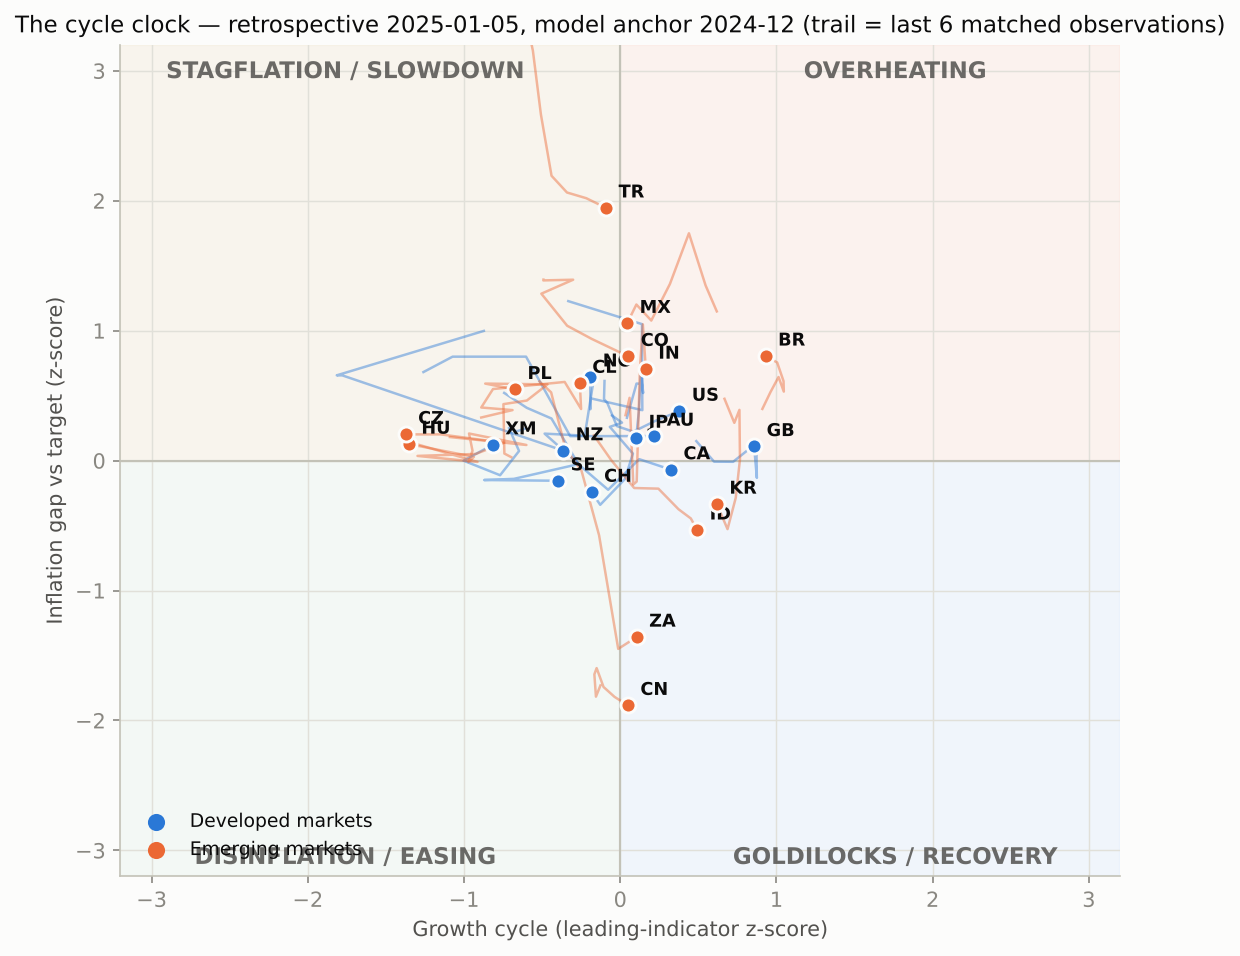 The cycle clock — retrospective 2025-01-05, model anchor 2024-12 (trail = last 6 matched observations)
STAGFLATION / SLOWDOWN
OVERHEATING
3
2
1
0
−1
−2
−3
Inflation gap vs target (z-score)
TR
MX
CO
IN
BR
NO
CL
PL
US
CZ
HU
XM
NZ
JP
AU
GB
CA
SE
CH
KR
ID
ZA
CN
Developed markets
Emerging markets
DISINFLATION / EASING
GOLDILOCKS / RECOVERY
−3
−2
−1
0
1
2
3
Growth cycle (leading-indicator z-score)